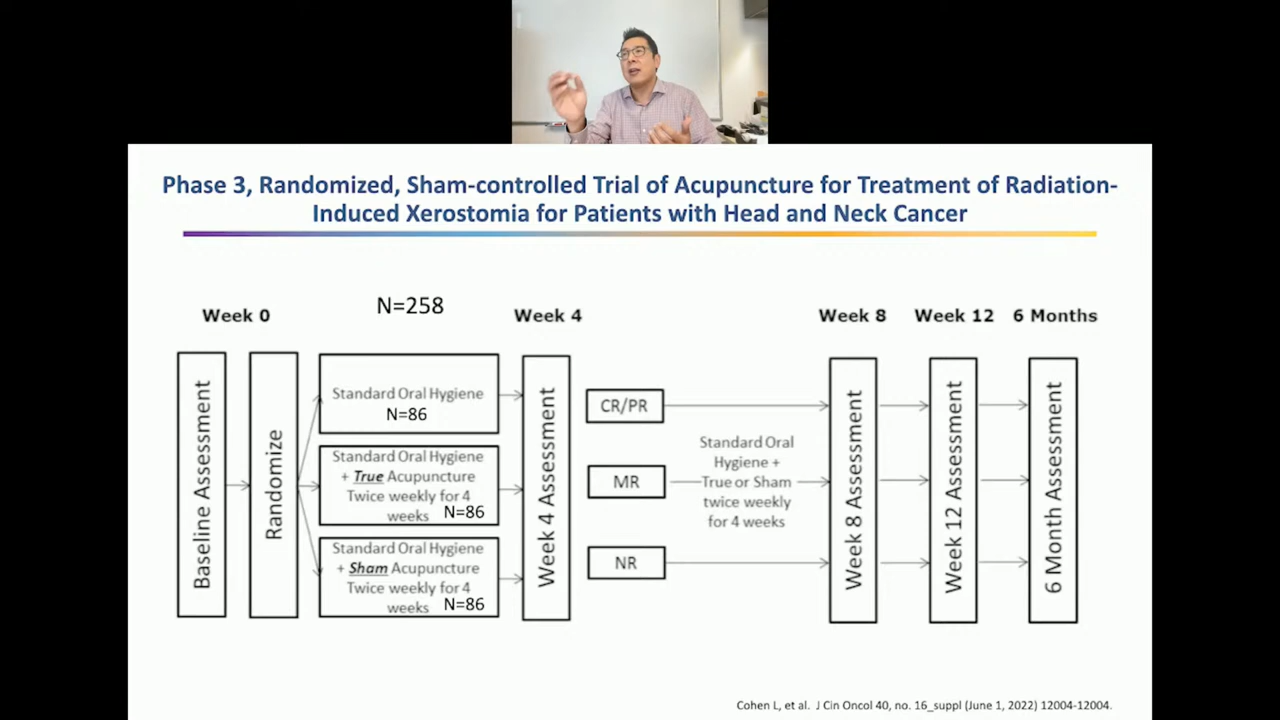 Phase 3, Randomized, Sham-controlled Trial of Acupuncture for Treatment of Radiation-
Induced Xerostomia for Patients with Head and Neck Cancer
N=258
Week 0
Week 4
Week 8
Week 12
6 Months
Baseline Assessment
Randomize
Standard Oral Hygiene
N=86
Standard Oral Hygiene
+ True Acupuncture
Twice weekly for 4
weeks N=86
Standard Oral Hygiene
+ Sham Acupuncture
Twice weekly for 4
weeks N=86
Week 4 Assessment
CR/PR
MR
NR
Standard Oral
Hygiene +
True or Sham
twice weekly
for 4 weeks
Week 8 Assessment
Week 12 Assessment
6 Month Assessment
Cohen L, et al. J Cin Oncol 40, no. 16_suppl (June 1, 2022) 12004-12004.